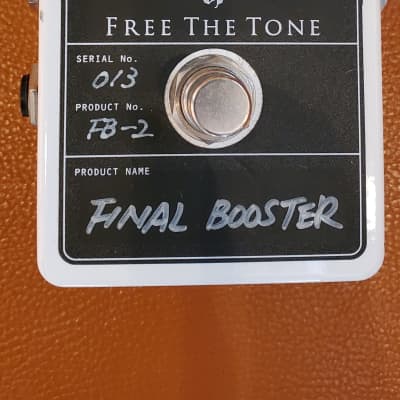 FREE THE TONE
SERIAL No.
013
PRODUCT No.
FB-2
PRODUCT NAME
FINAL BOOSTER